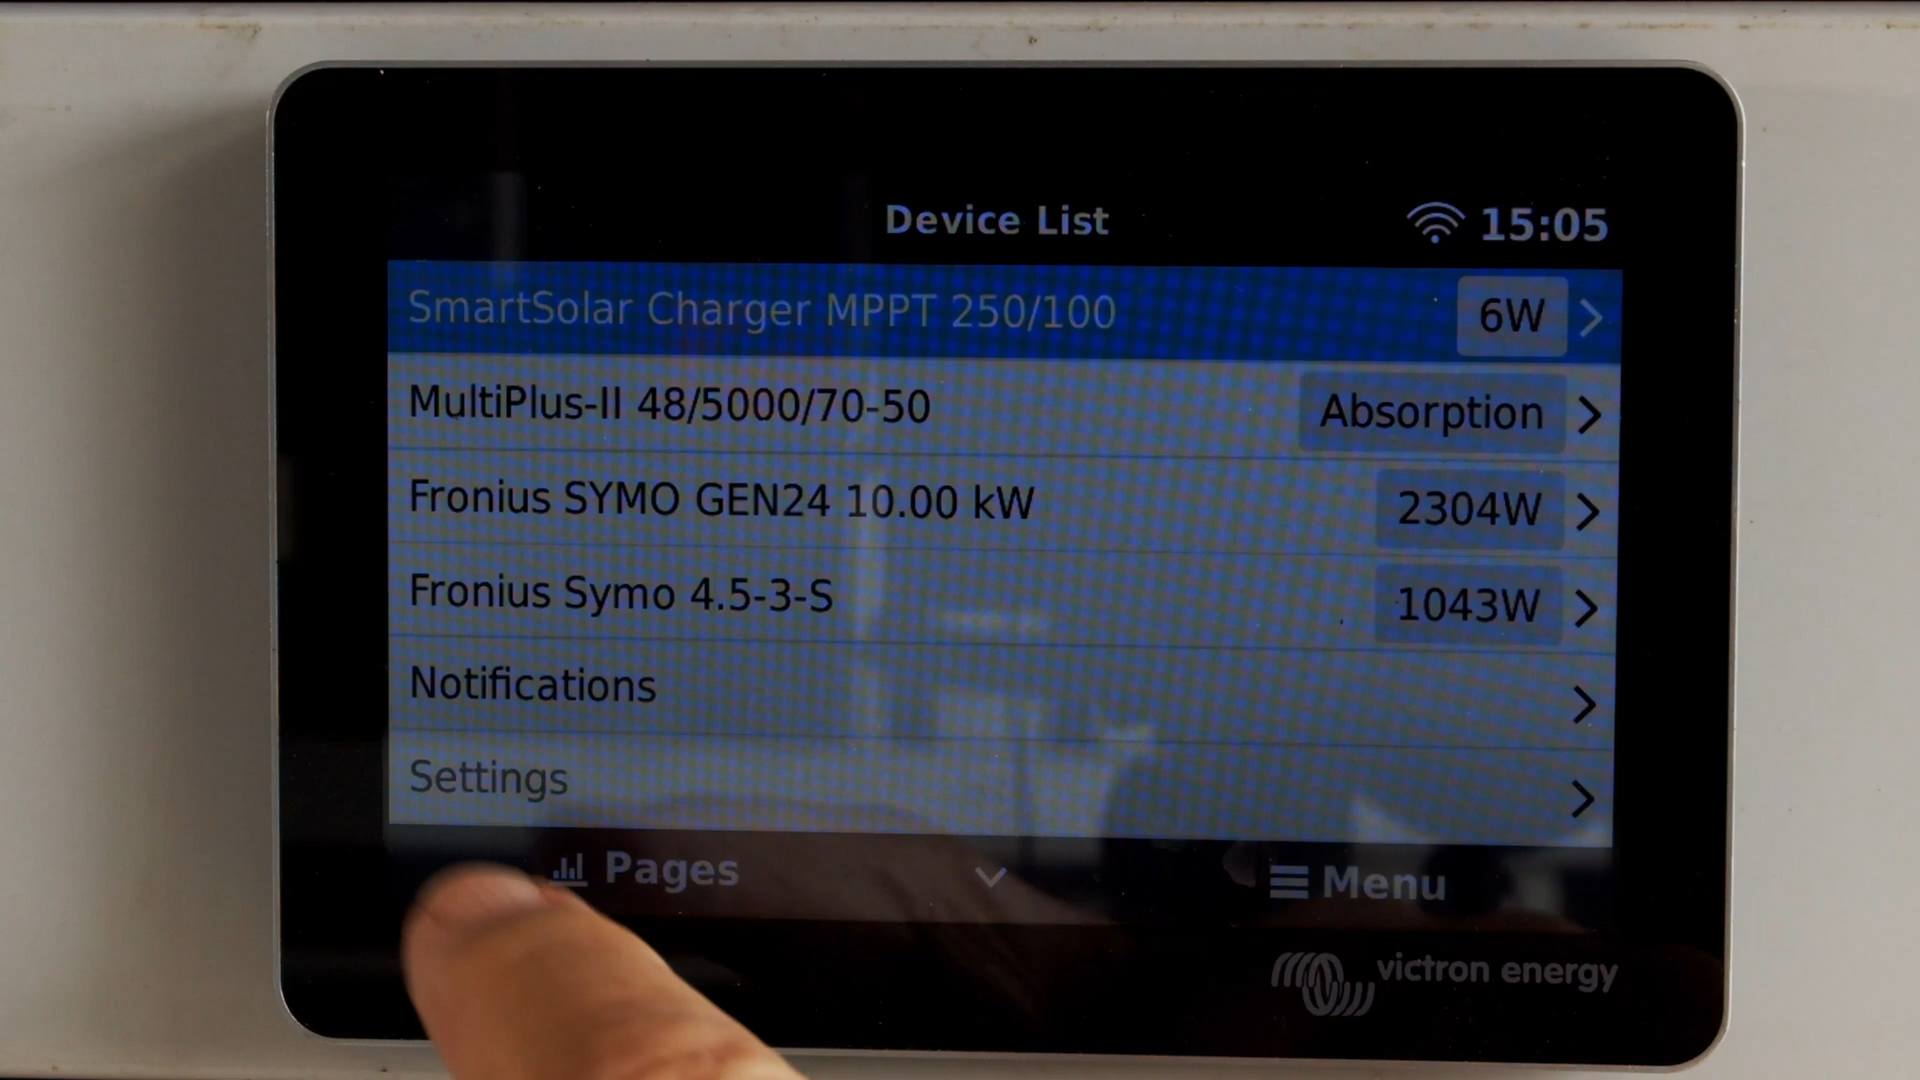 Device List 15:05
SmartSolar Charger MPPT 250/100 6W
MultiPlus-II 48/5000/70-50 Absorption
Fronius SYMO GEN24 10.00 kW 2304W
Fronius Symo 4.5-3-S 1043W
Notifications
Settings
Pages Menu
victron energy